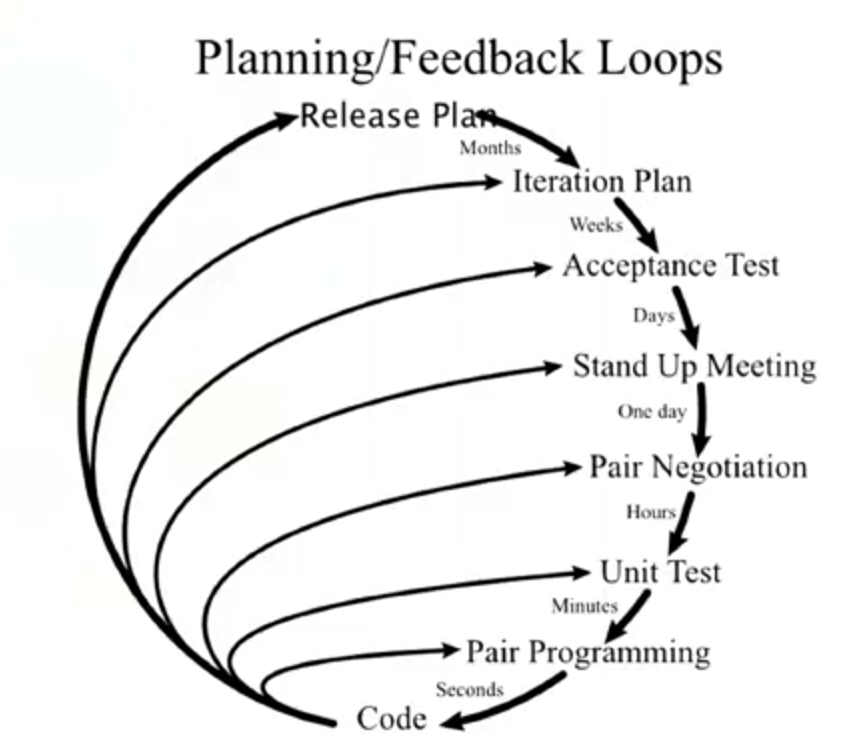 Planning/Feedback Loops
Release Plan
Months
Iteration Plan
Weeks
Acceptance Test
Days
Stand Up Meeting
One day
Pair Negotiation
Hours
Unit Test
Minutes
Pair Programming
Seconds
Code